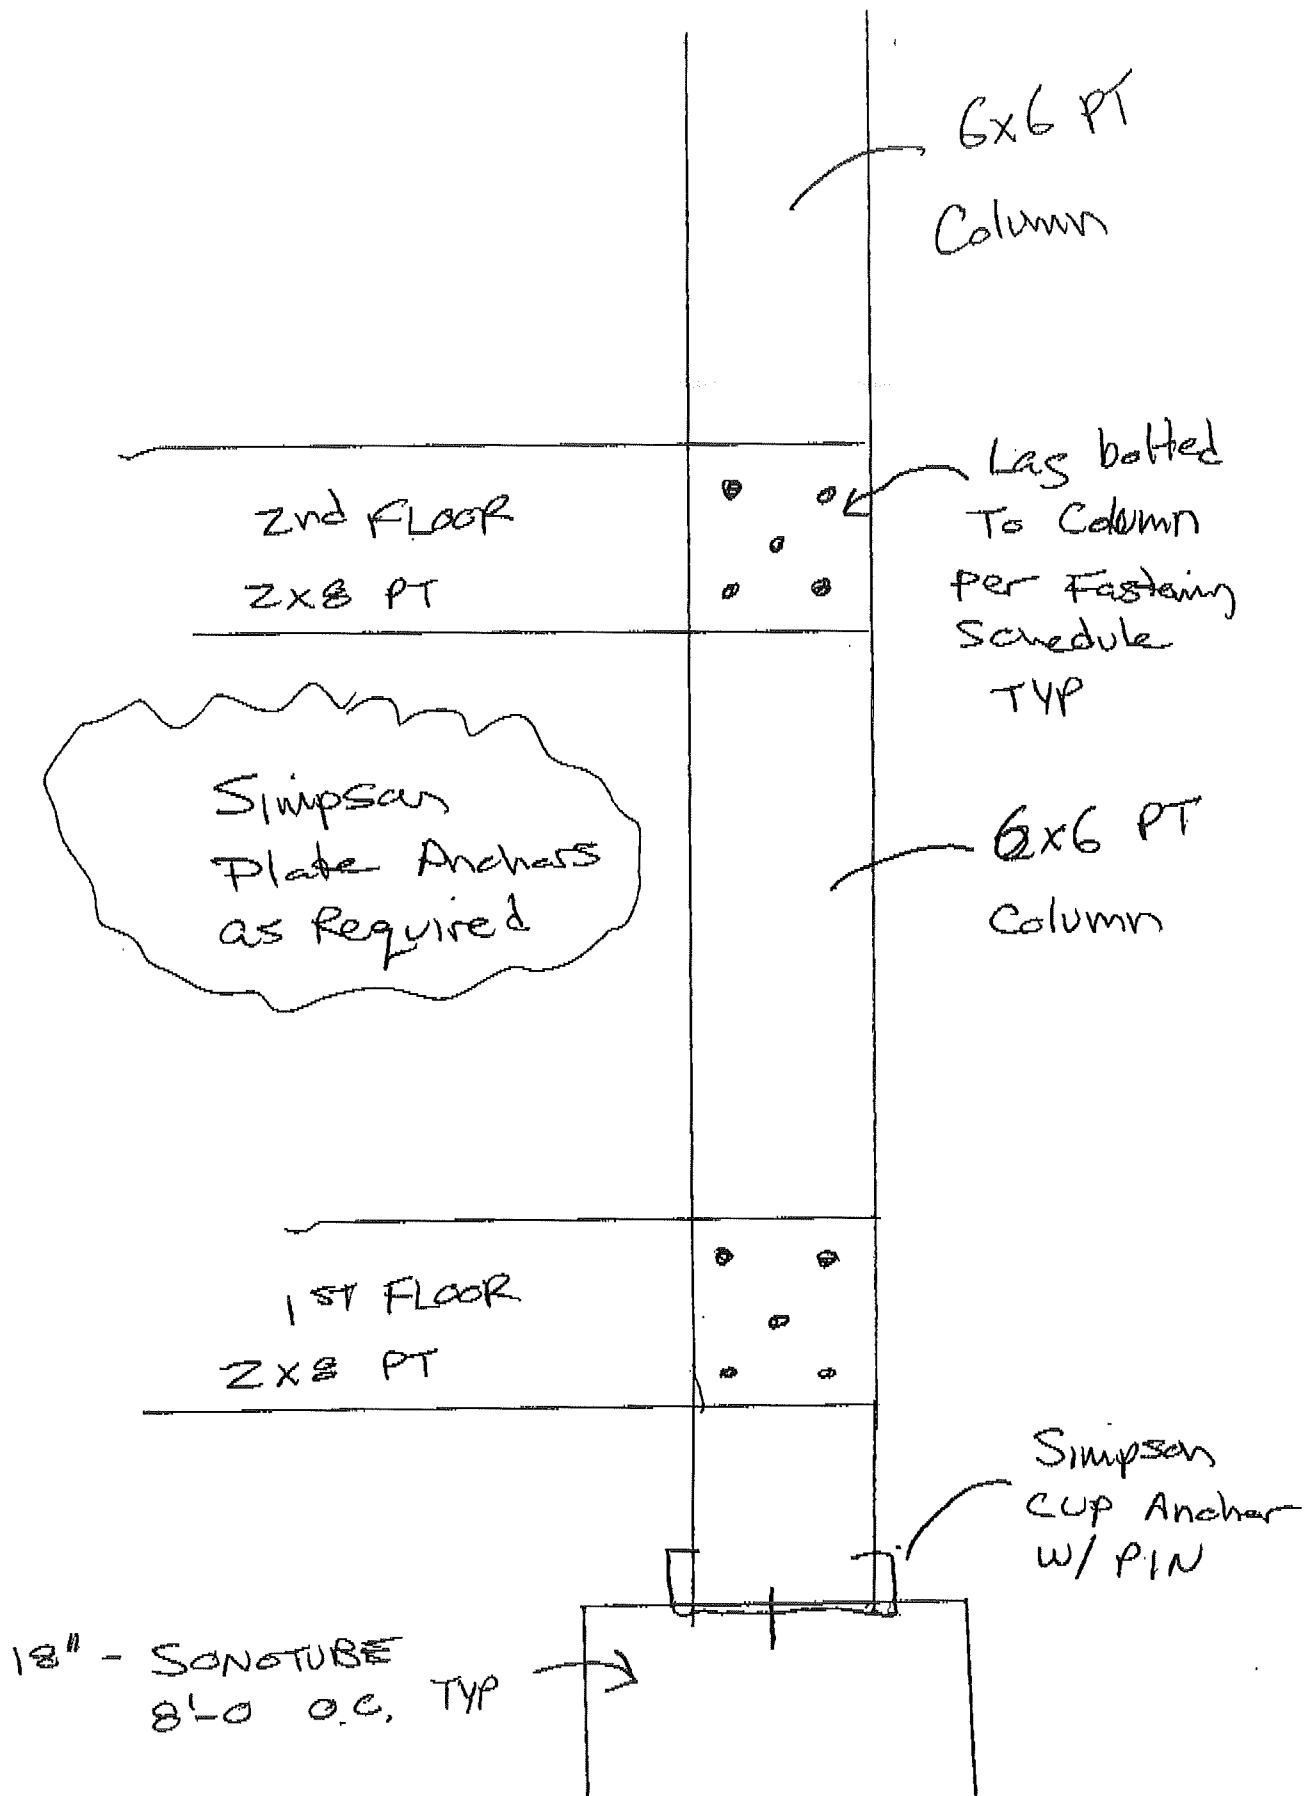 6x6 PT
Column
Lag bolted
To Column
per Fastening
Schedule
TYP
2nd FLOOR
2x8 PT
Simpson
Plate Anchors
as Required
6x6 PT
Column
1ST FLOOR
2x8 PT
Simpson
CUP Anchor
W/ PIN
18" - SONOTUBE
8'-0 O.C. TYP